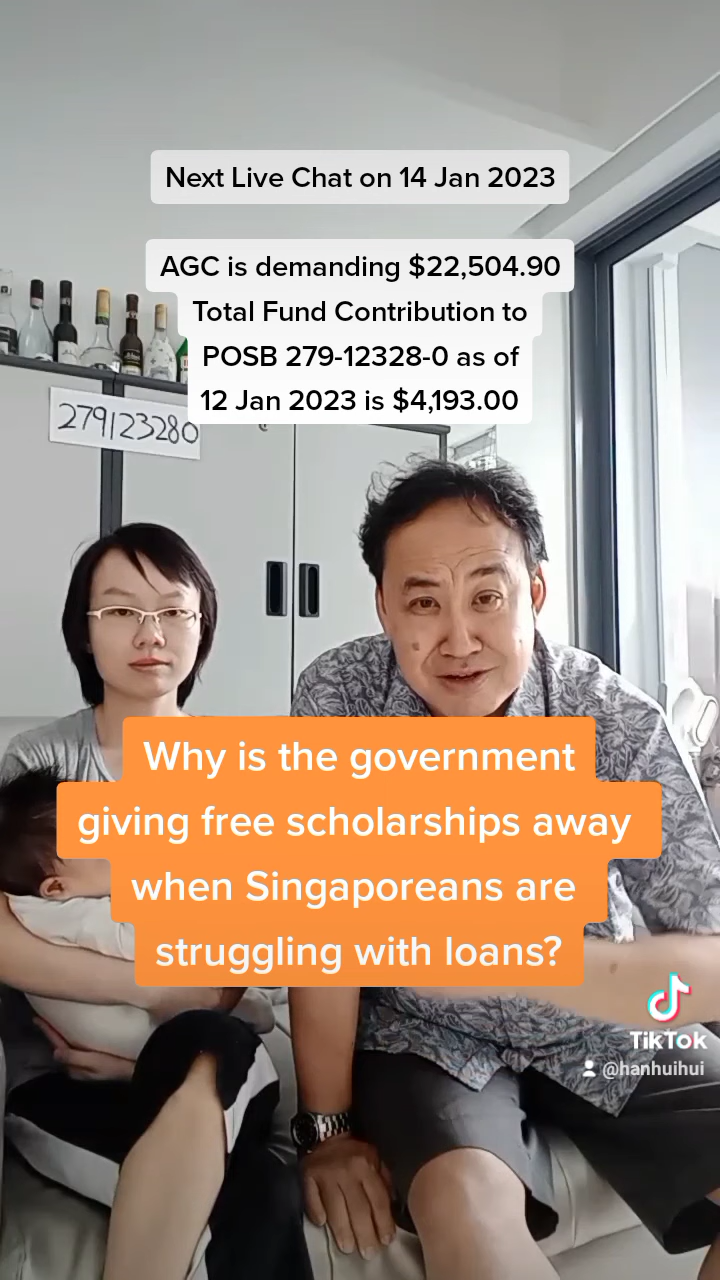 Next Live Chat on 14 Jan 2023
AGC is demanding $22,504.90
Total Fund Contribution to
POSB 279-12328-0 as of
12 Jan 2023 is $4,193.00
279123280
Why is the government
giving free scholarships away
when Singaporeans are
struggling with loans?
TikTok
@hanhuihui